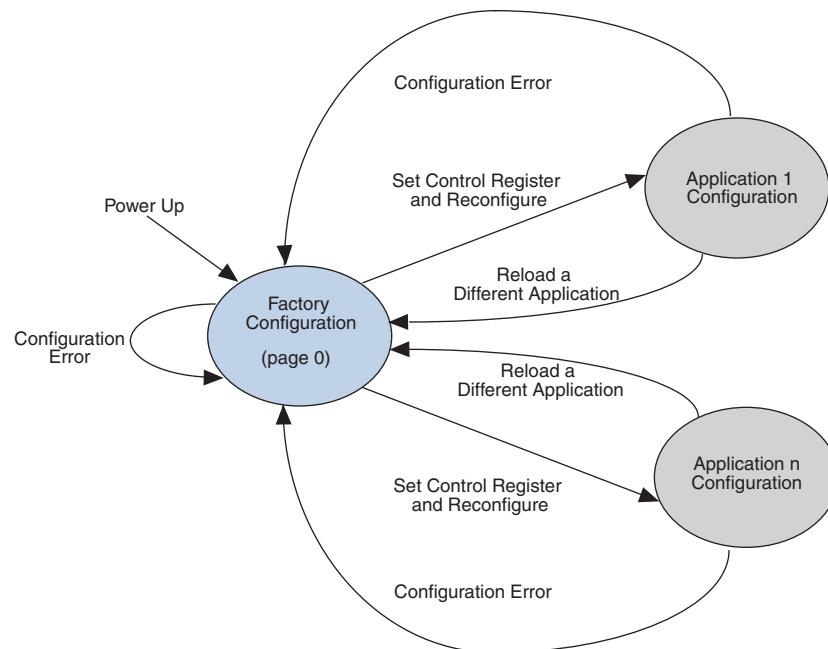 Configuration Error
Set Control Register
and Reconfigure
Application 1
Configuration
Power Up
Reload a
Different Application
Factory
Configuration
(page 0)
Configuration
Error
Reload a
Different Application
Set Control Register
and Reconfigure
Application n
Configuration
Configuration Error